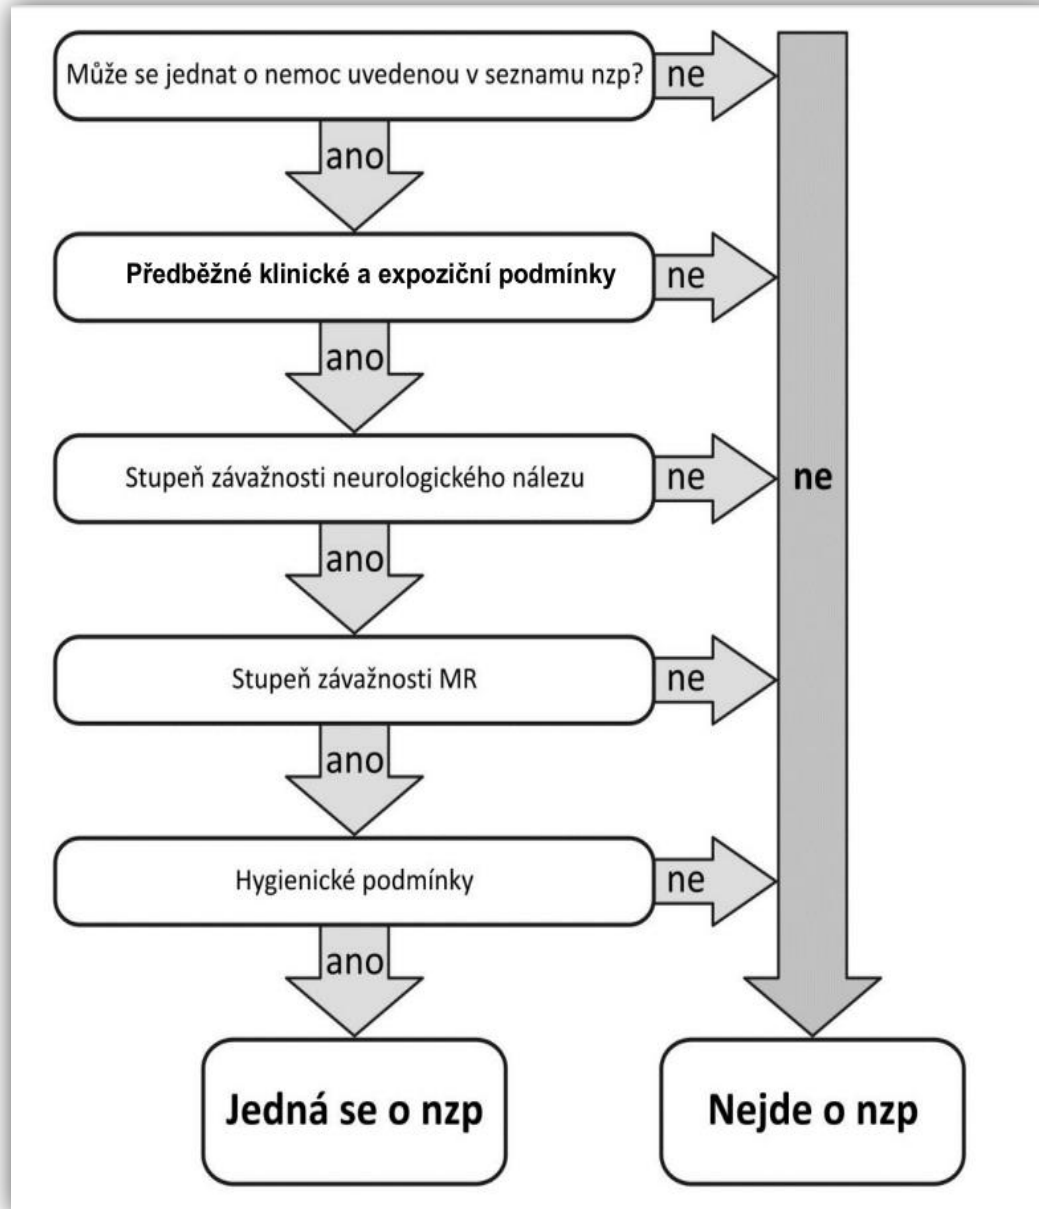 Může se jednat o nemoc uvedenou v seznamu nzp?
ne
ano
Předběžné klinické a expoziční podmínky
ne
ano
Stupeň závažnosti neurologického nálezu
ne
ne
ano
Stupeň závažnosti MR
ne
ano
Hygienické podmínky
ne
ano
Jedná se o nzp
Nejde o nzp